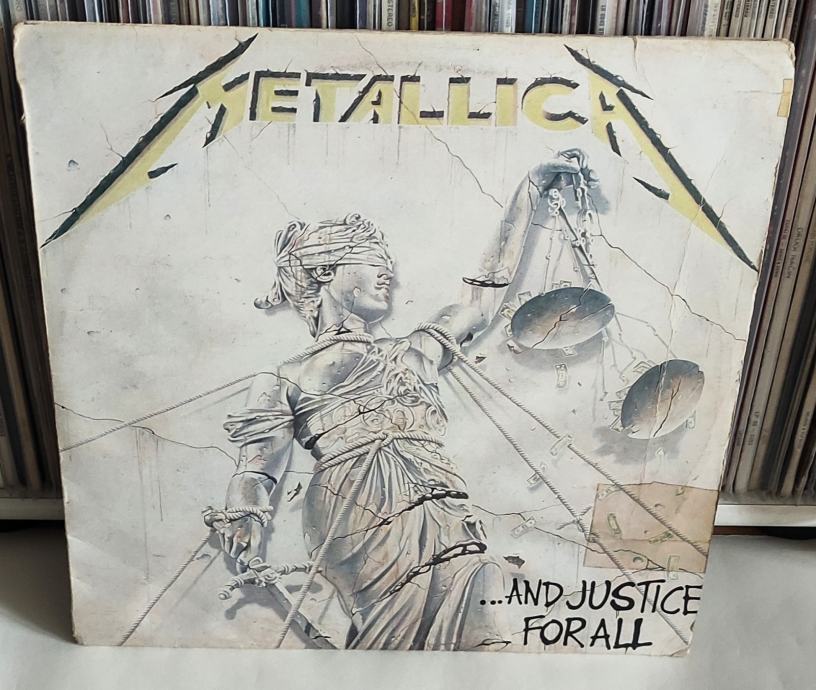 METALLICA
...AND JUSTICE
FOR ALL